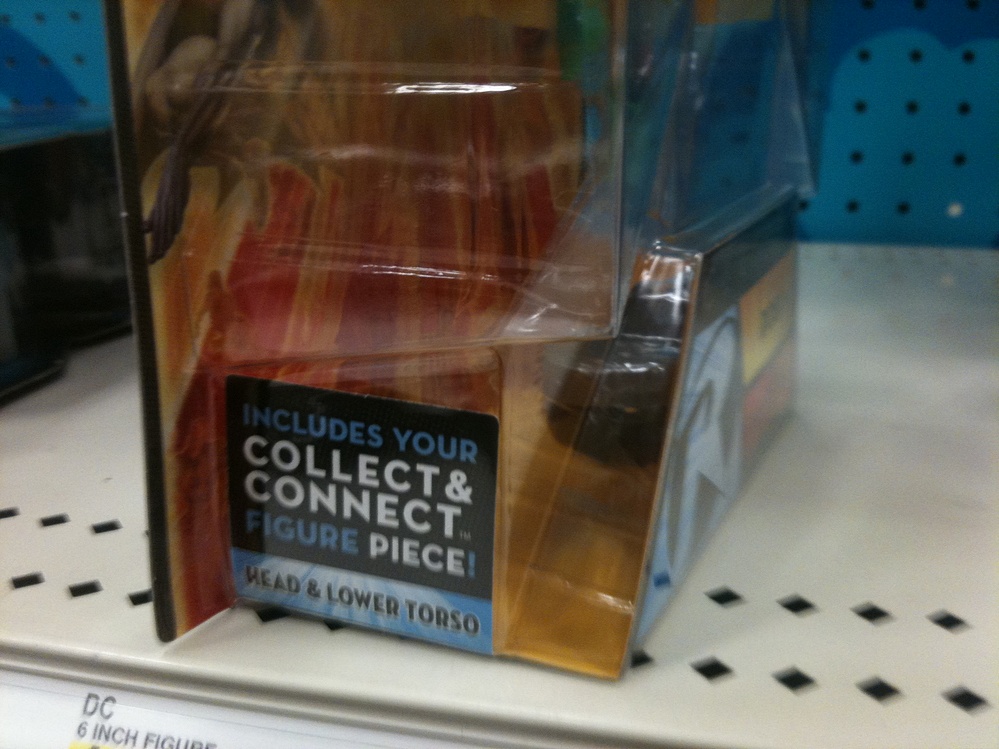 INCLUDES YOUR
COLLECT &
CONNECT™
FIGURE PIECE!
HEAD & LOWER TORSO
DC
6 INCH FIGURE